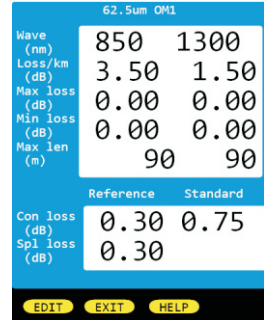 62.5um OM1
Wave (nm) 850 1300
Loss/km (dB) 3.50 1.50
Max loss (dB) 0.00 0.00
Min loss (dB) 0.00 0.00
Max len (m) 90 90
Reference Standard
Con loss (dB) 0.30 0.75
Spl loss (dB) 0.30
EDIT EXIT HELP